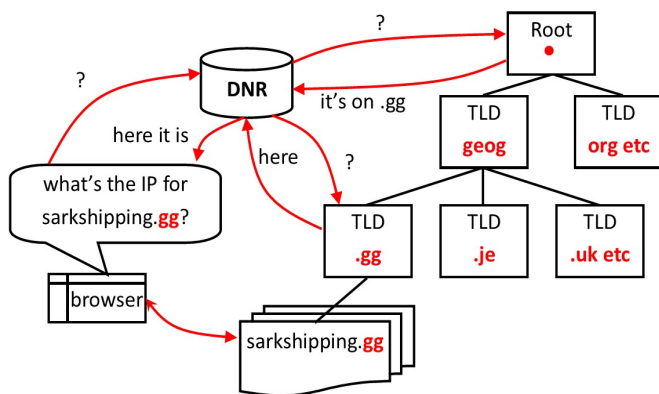 ?
Root
?
DNR
it's on .gg
TLD
geog
TLD
org etc
here it is
here
?
what's the IP for
sarkshipping.gg?
TLD
.gg
TLD
.je
TLD
.uk etc
browser
sarkshipping.gg